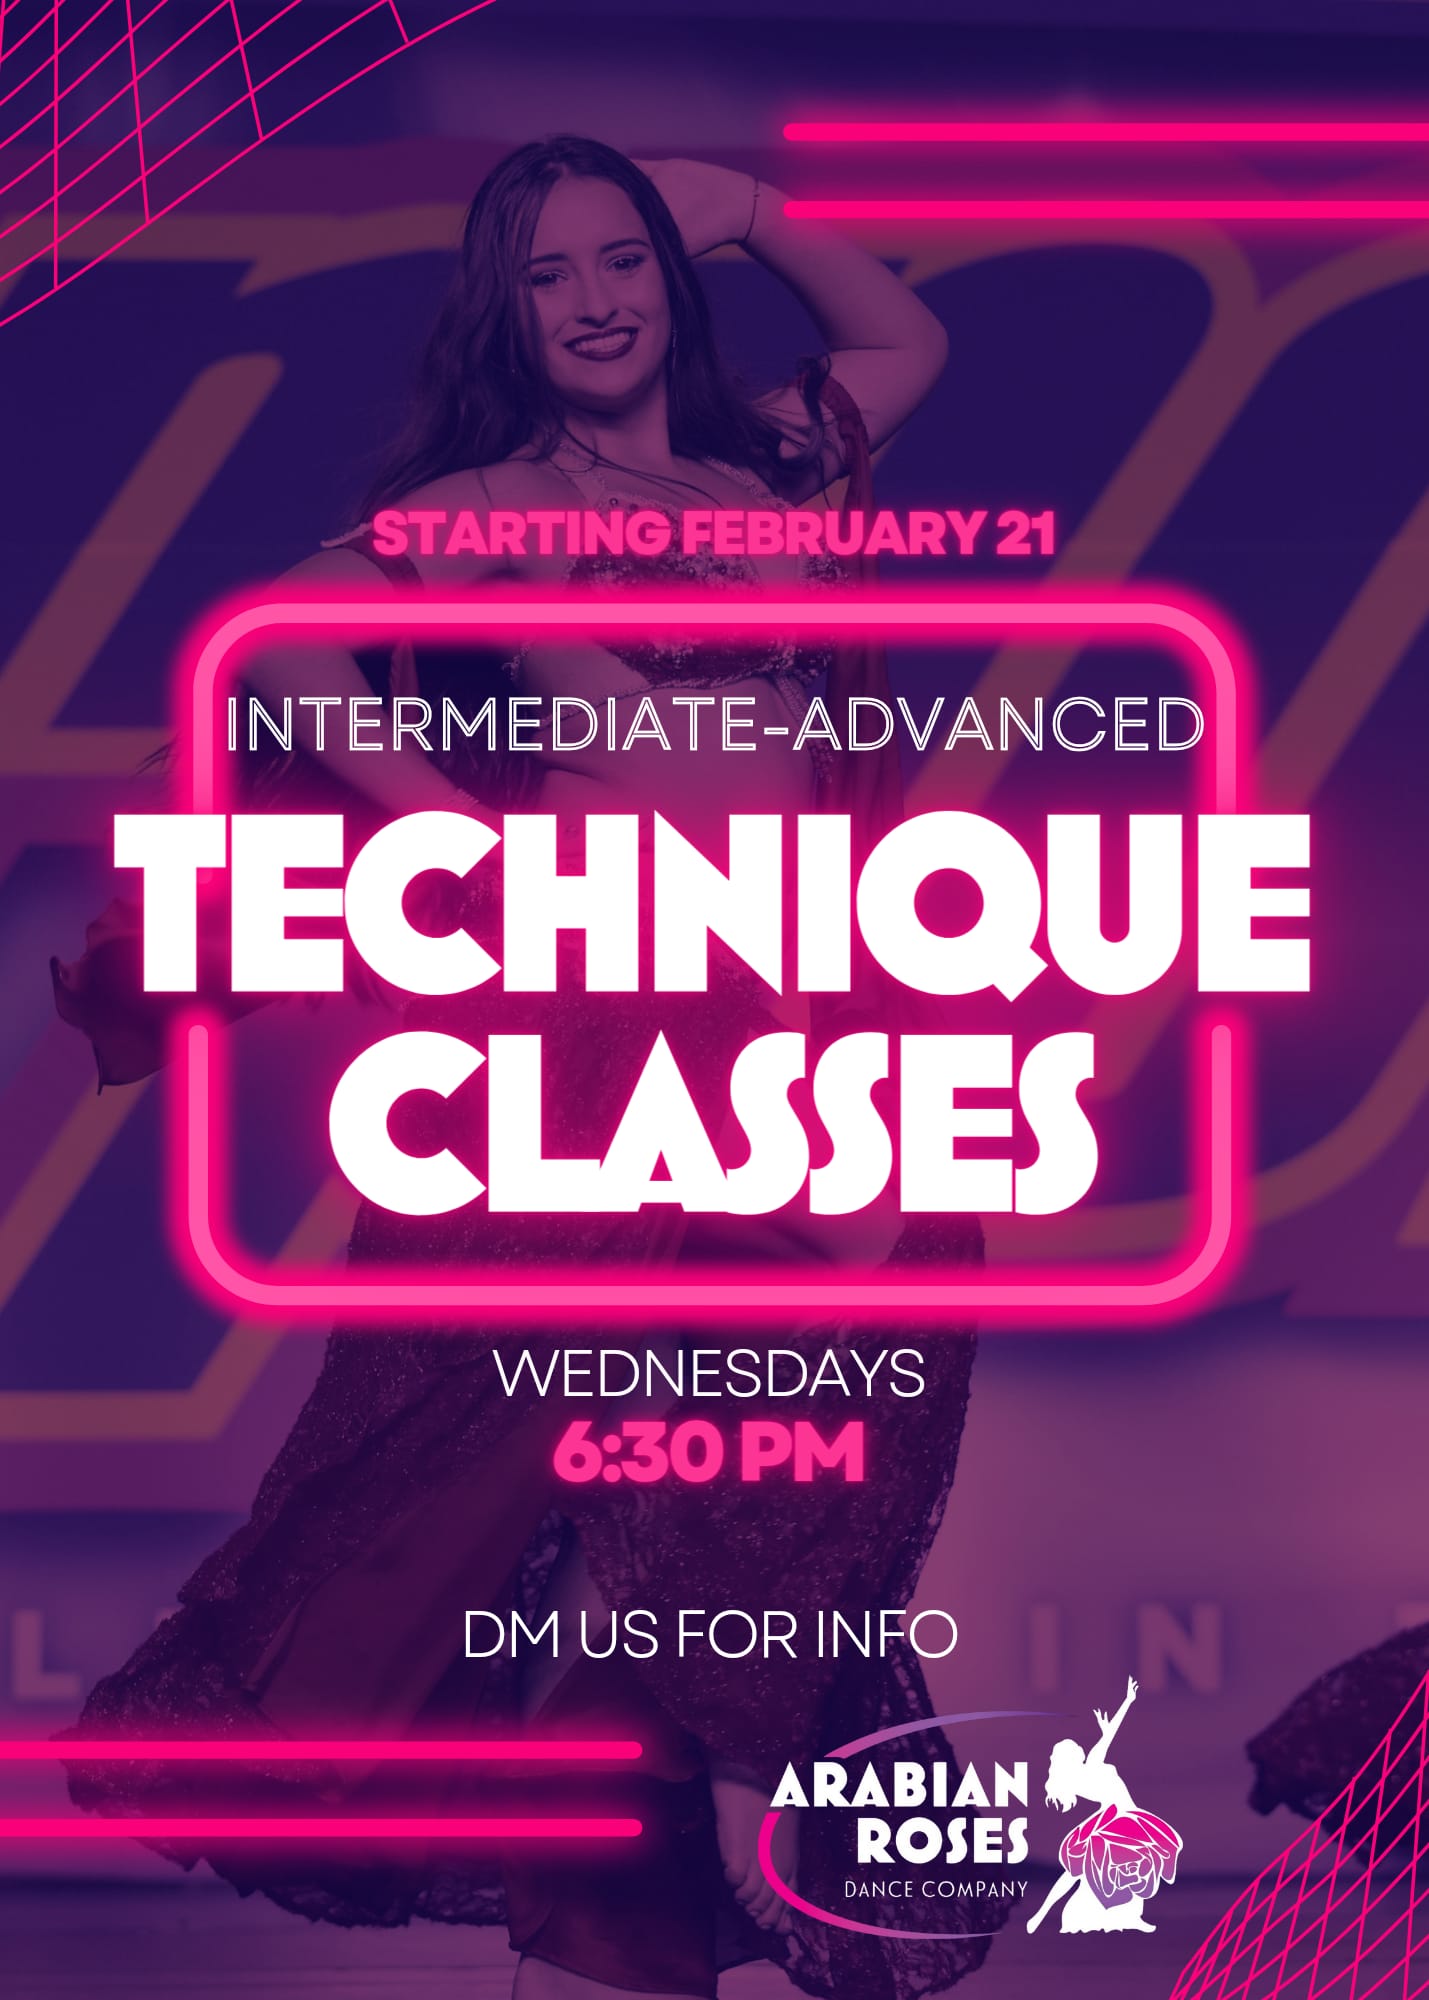 STARTING FEBRUARY 21
INTERMEDIATE-ADVANCED
TECHNIQUE
CLASSES
WEDNESDAYS
6:30 PM
DM US FOR INFO
IN
ARABIAN
ROSES
DANCE COMPANY